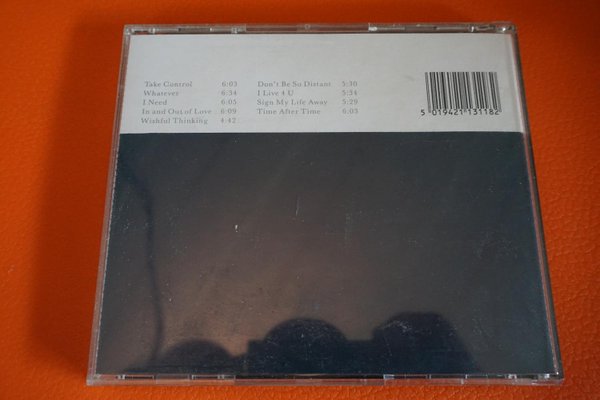 Take Control 6:03
Whatever 6:34
I Need 6:05
In and Out of Love 6:09
Wishful Thinking 4:42
Don't Be So Distant 5:30
I Live 4 U 5:34
Sign My Life Away 5:29
Time After Time 6:03
5 019421 131182